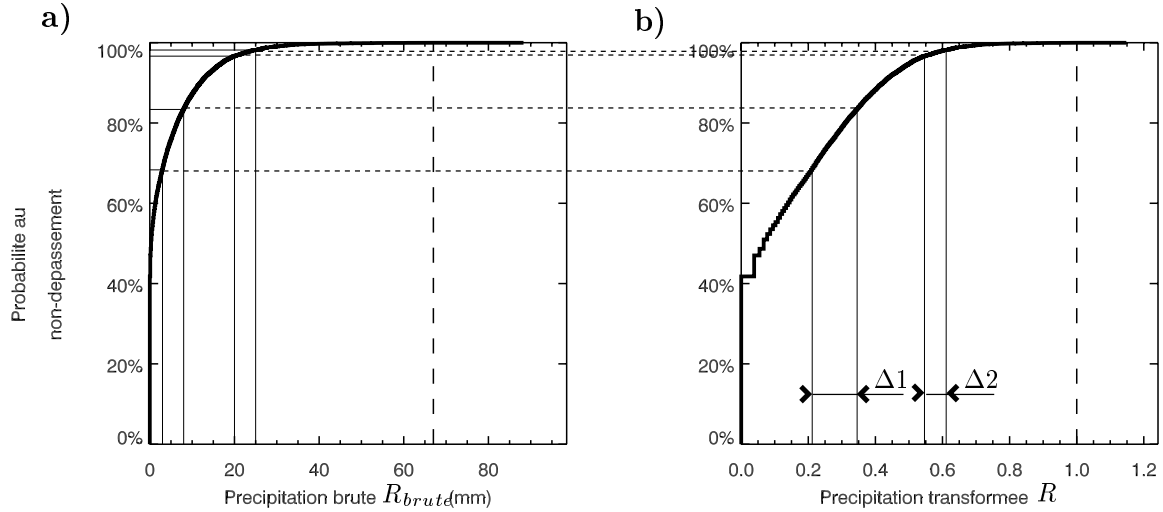 a)
b)
100%
80%
60%
40%
20%
0%
Probabilite au
non-depassement
0 20 40 60 80
Precipitation brute R_brute(mm)
100%
80%
60%
40%
20%
0%
Δ1 Δ2
0.0 0.2 0.4 0.6 0.8 1.0 1.2
Precipitation transformee R